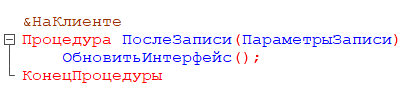 &НаКлиенте
Процедура ПослеЗаписи(ПараметрыЗаписи)
ОбновитьИнтерфейс();
КонецПроцедуры